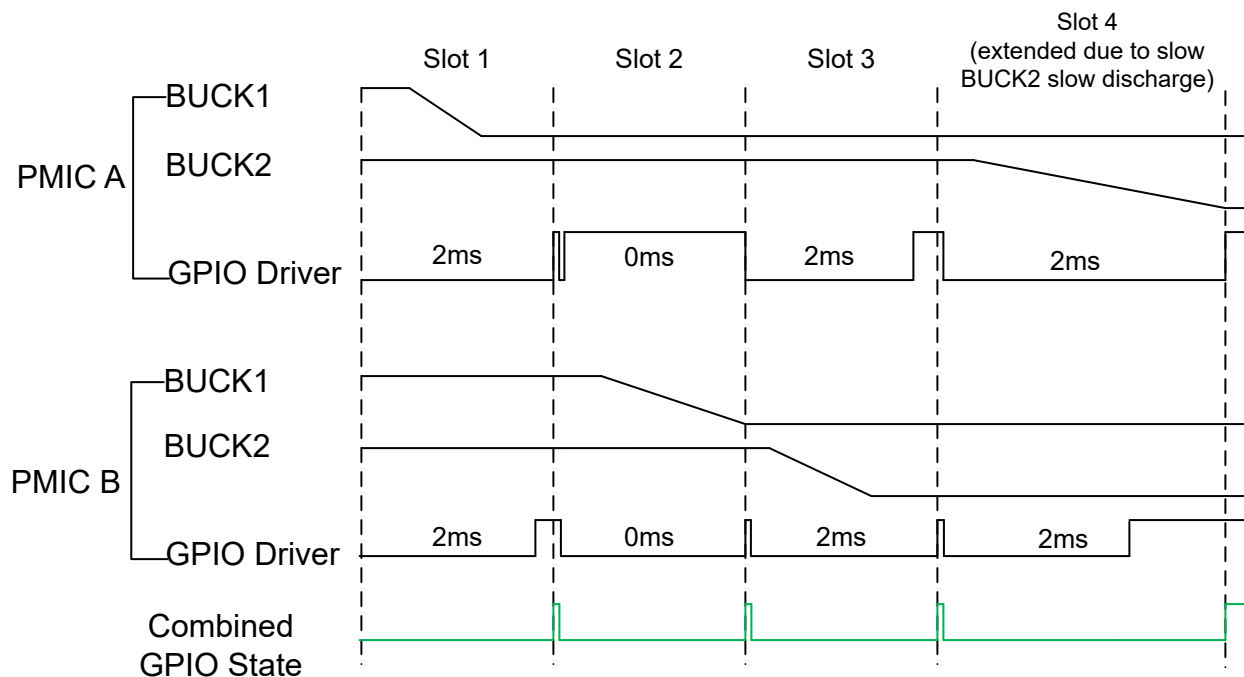 Slot 1
Slot 2
Slot 3
Slot 4
(extended due to slow
BUCK2 slow discharge)
PMIC A
BUCK1
BUCK2
GPIO Driver
2ms
0ms
2ms
2ms
PMIC B
BUCK1
BUCK2
GPIO Driver
2ms
0ms
2ms
2ms
Combined
GPIO State